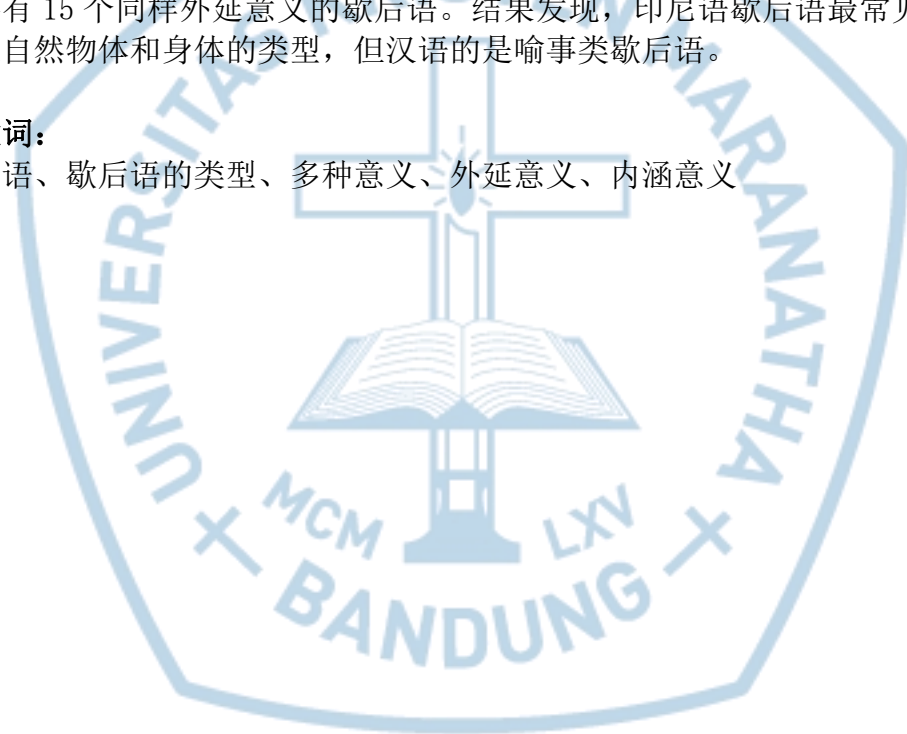 有 15 个同样外延意义的歇后语。结果发现，印尼语歇后语最常
自然物体和身体的类型，但汉语的是喻事类歇后语。
词：
语、歇后语的类型、多种意义、外延意义、内涵意义
UNIVERSITAS MARANATHA
MCM LXV
BANDUNG